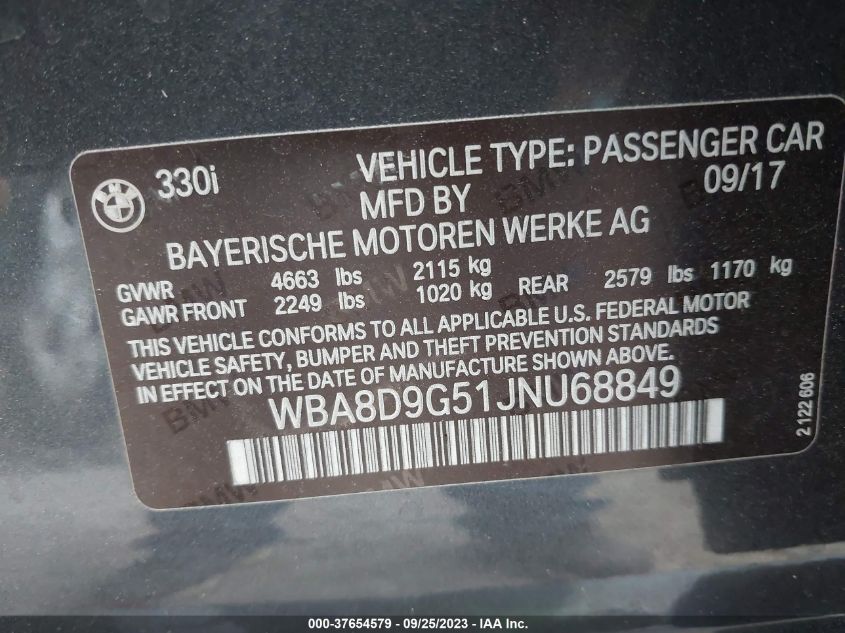 330i
VEHICLE TYPE: PASSENGER CAR
MFD BY 09/17
BAYERISCHE MOTOREN WERKE AG
GVWR 4663 lbs 2115 kg
GAWR FRONT 2249 lbs 1020 kg REAR 2579 lbs 1170 kg
THIS VEHICLE CONFORMS TO ALL APPLICABLE U.S. FEDERAL MOTOR
VEHICLE SAFETY, BUMPER AND THEFT PREVENTION STANDARDS
IN EFFECT ON THE DATE OF MANUFACTURE SHOWN ABOVE.
WBA8D9G51JNU68849
2 122 606
000-37654579 - 09/25/2023 - IAA Inc.